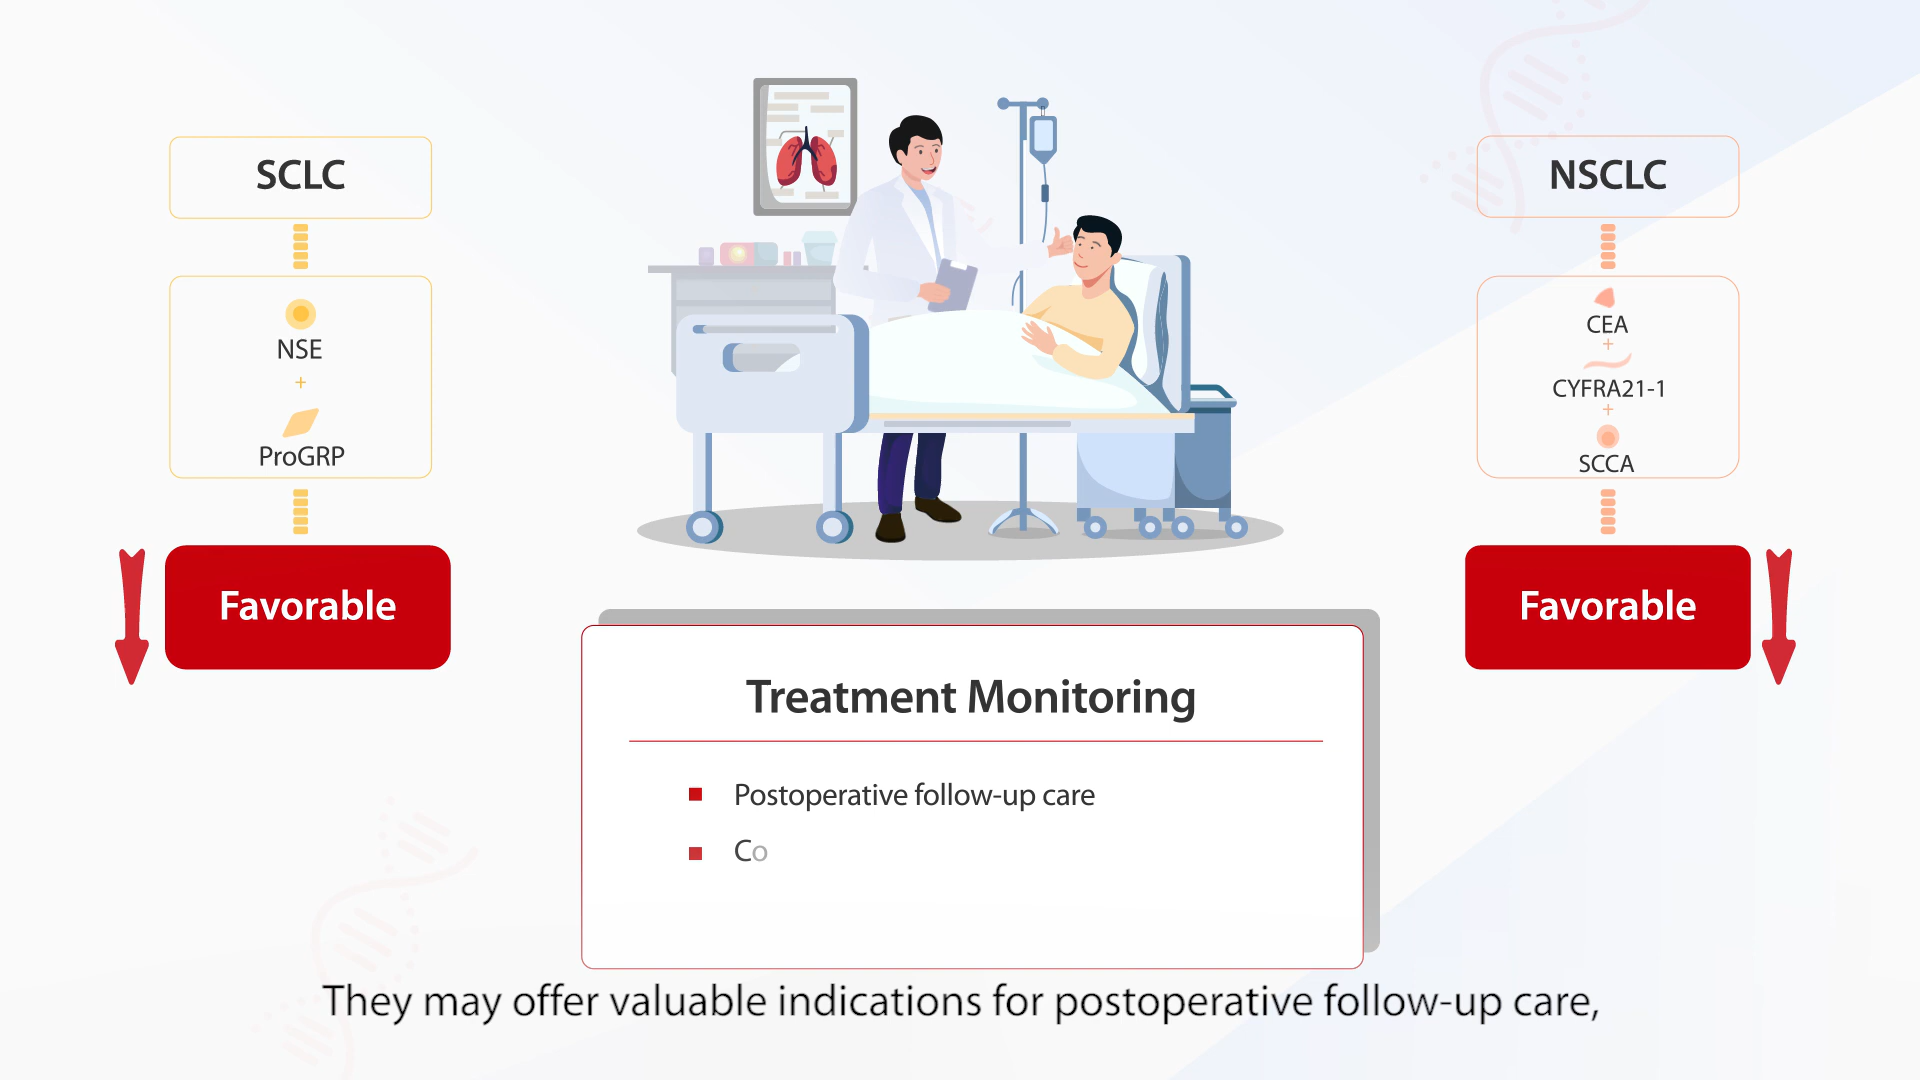 SCLC
NSE
+
ProGRP
Favorable
NSCLC
CEA
+
CYFRA21-1
+
SCCA
Favorable
Treatment Monitoring
Postoperative follow-up care
Co
They may offer valuable indications for postoperative follow-up care,